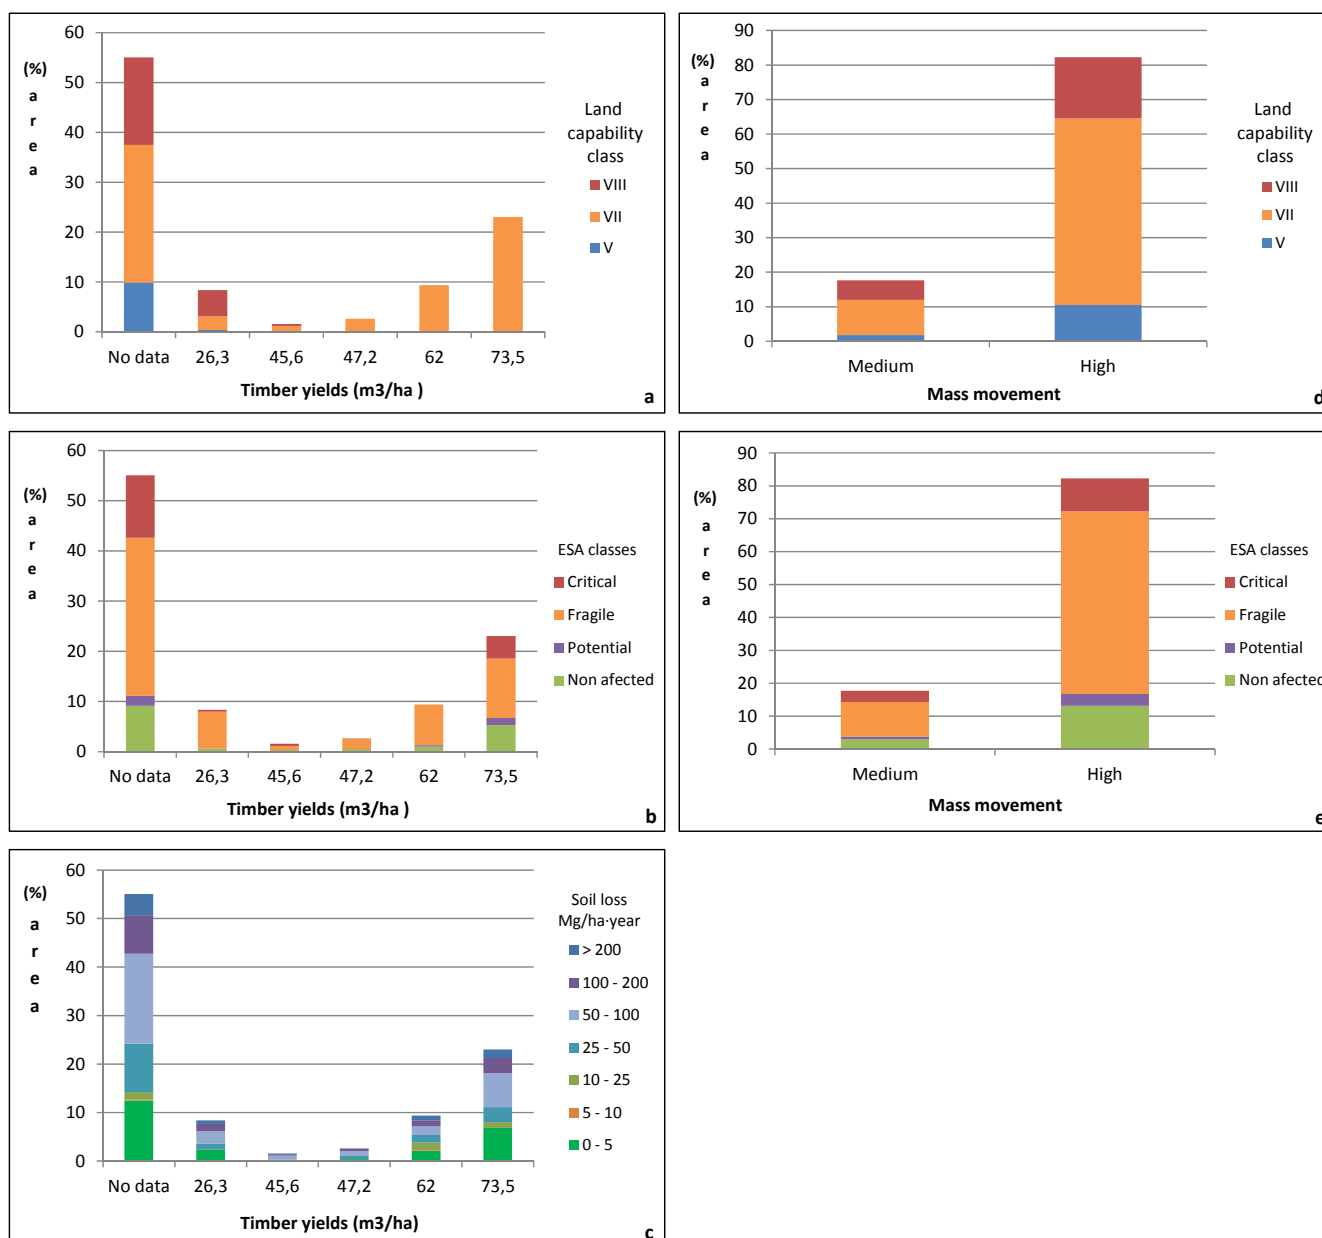 60
50
40
30
20
10
0
(%)
a
r
e
a
No data 26,3 45,6 47,2 62 73,5
Timber yields (m3/ha )
Land
capability
class
VIII
VII
V
a
90
80
70
60
50
40
30
20
10
0
(%)
a
r
e
a
Medium High
Mass movement
Land
capability
class
VIII
VII
V
d
60
50
40
30
20
10
0
(%)
a
r
e
a
No data 26,3 45,6 47,2 62 73,5
Timber yields (m3/ha )
ESA classes
Critical
Fragile
Potential
Non afected
b
90
80
70
60
50
40
30
20
10
0
(%)
a
r
e
a
Medium High
Mass movement
ESA classes
Critical
Fragile
Potential
Non afected
e
60
50
40
30
20
10
0
(%)
a
r
e
a
No data 26,3 45,6 47,2 62 73,5
Timber yields (m3/ha)
Soil loss
Mg/ha·year
> 200
100 - 200
50 - 100
25 - 50
10 - 25
5 - 10
0 - 5
c